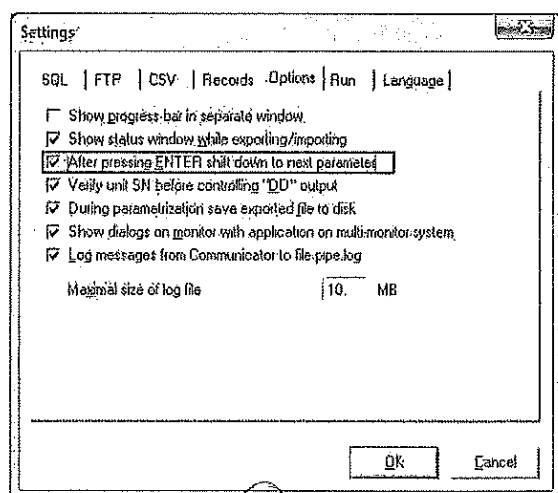 Settings
SQL FTP CSV Records Options Run Language
Show progress bar in separate window
Show status window while exporting/importing
After pressing ENTER shift down to next parameter
Verify unit SN before controlling "DD" output
During parametrization save exported file to disk
Show dialogs on monitor with application on multi-monitor system
Log messages from Communicator to file pipe.log
Maximal size of log file 10 MB
OK Cancel